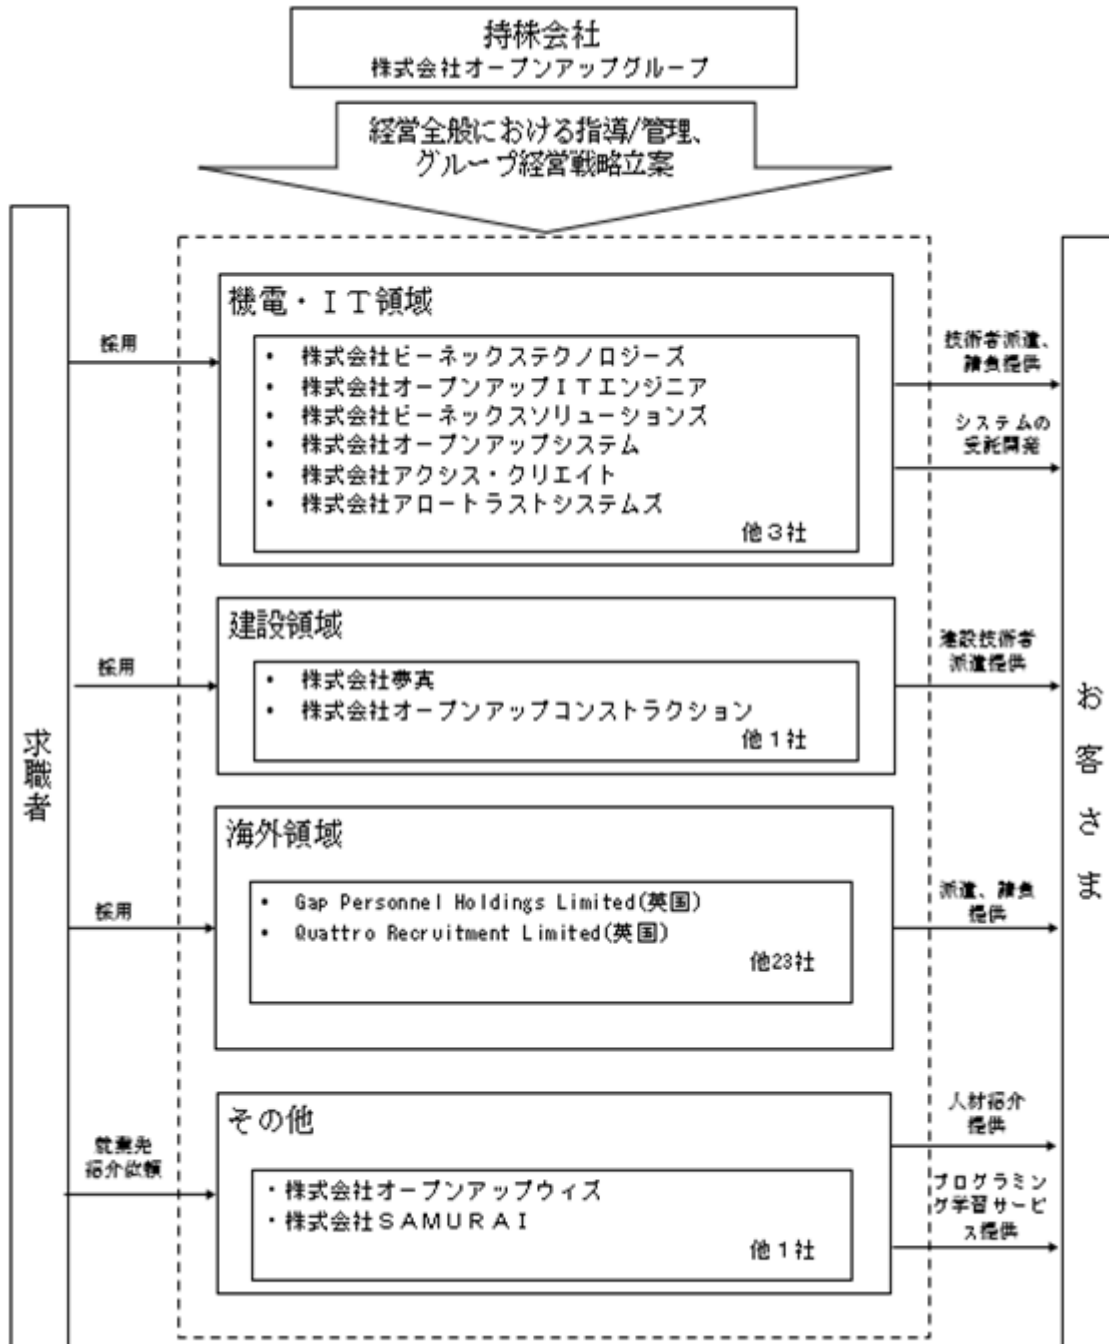 持株会社
株式会社オープンアップグループ
経営全般における指導/管理、
グループ経営戦略立案
求職者
採用
機電・ＩＴ領域
・ 株式会社ビーネックステクノロジーズ
・ 株式会社オープンアップＩＴエンジニア
・ 株式会社ビーネックスソリューションズ
・ 株式会社オープンアップシステム
・ 株式会社アクシス・クリエイト
・ 株式会社アロートラストシステムズ
他３社
技術者派遣、
請負提供
システムの
受託開発
採用
建設領域
・ 株式会社夢真
・ 株式会社オープンアップコンストラクション
他１社
建設技術者
派遣提供
採用
海外領域
・ Gap Personnel Holdings Limited(英国)
・ Quattro Recruitment Limited(英国)
他23社
派遣、請負
提供
就業先
紹介依頼
その他
・株式会社オープンアップウィズ
・株式会社ＳＡＭＵＲＡＩ
他１社
人材紹介
提供
プログラミン
グ学習サービ
ス提供
お客さま